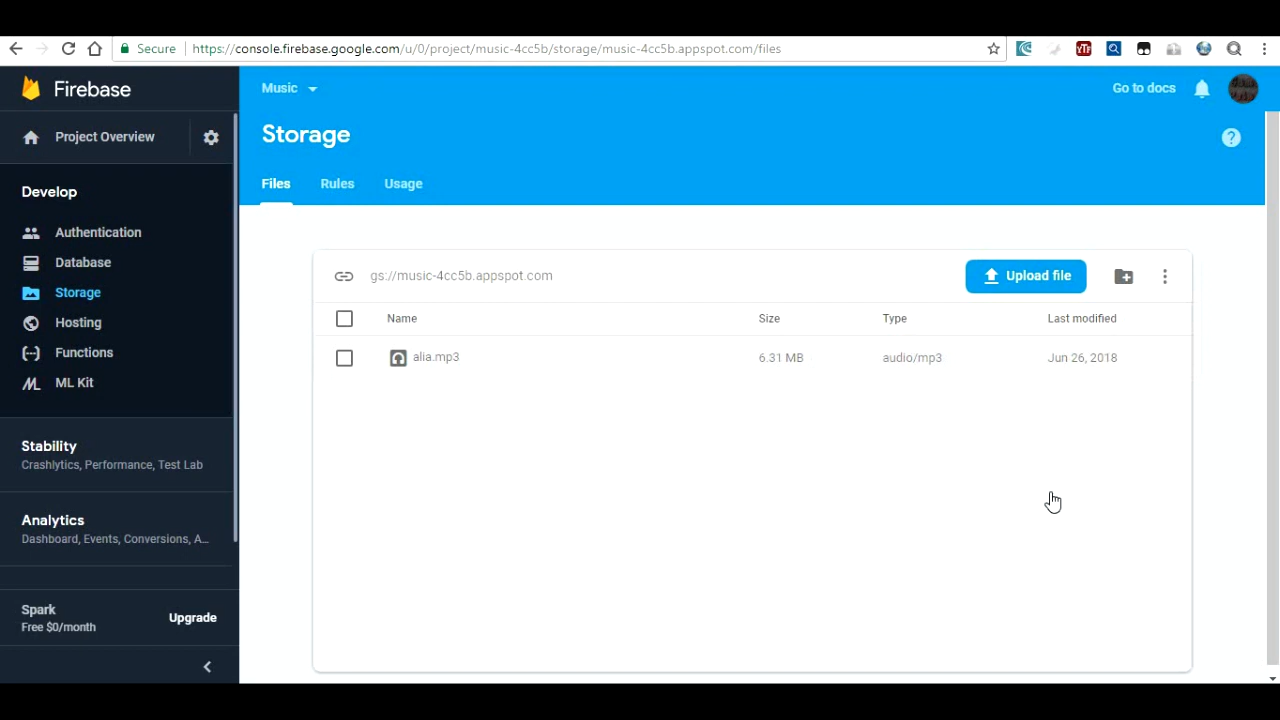 Secure https://console.firebase.google.com/u/0/project/music-4cc5b/storage/music-4cc5b.appspot.com/files
YTF
Firebase
Music
Go to docs
Project Overview
Storage
?
Develop
Files Rules Usage
Authentication
Database
gs://music-4cc5b.appspot.com
Upload file
Storage
Name Size Type Last modified
Hosting
Functions
alia.mp3 6.31 MB audio/mp3 Jun 26, 2018
ML Kit
Stability
Crashlytics, Performance, Test Lab
Analytics
Dashboard, Events, Conversions, A...
Spark
Free $0/month
Upgrade